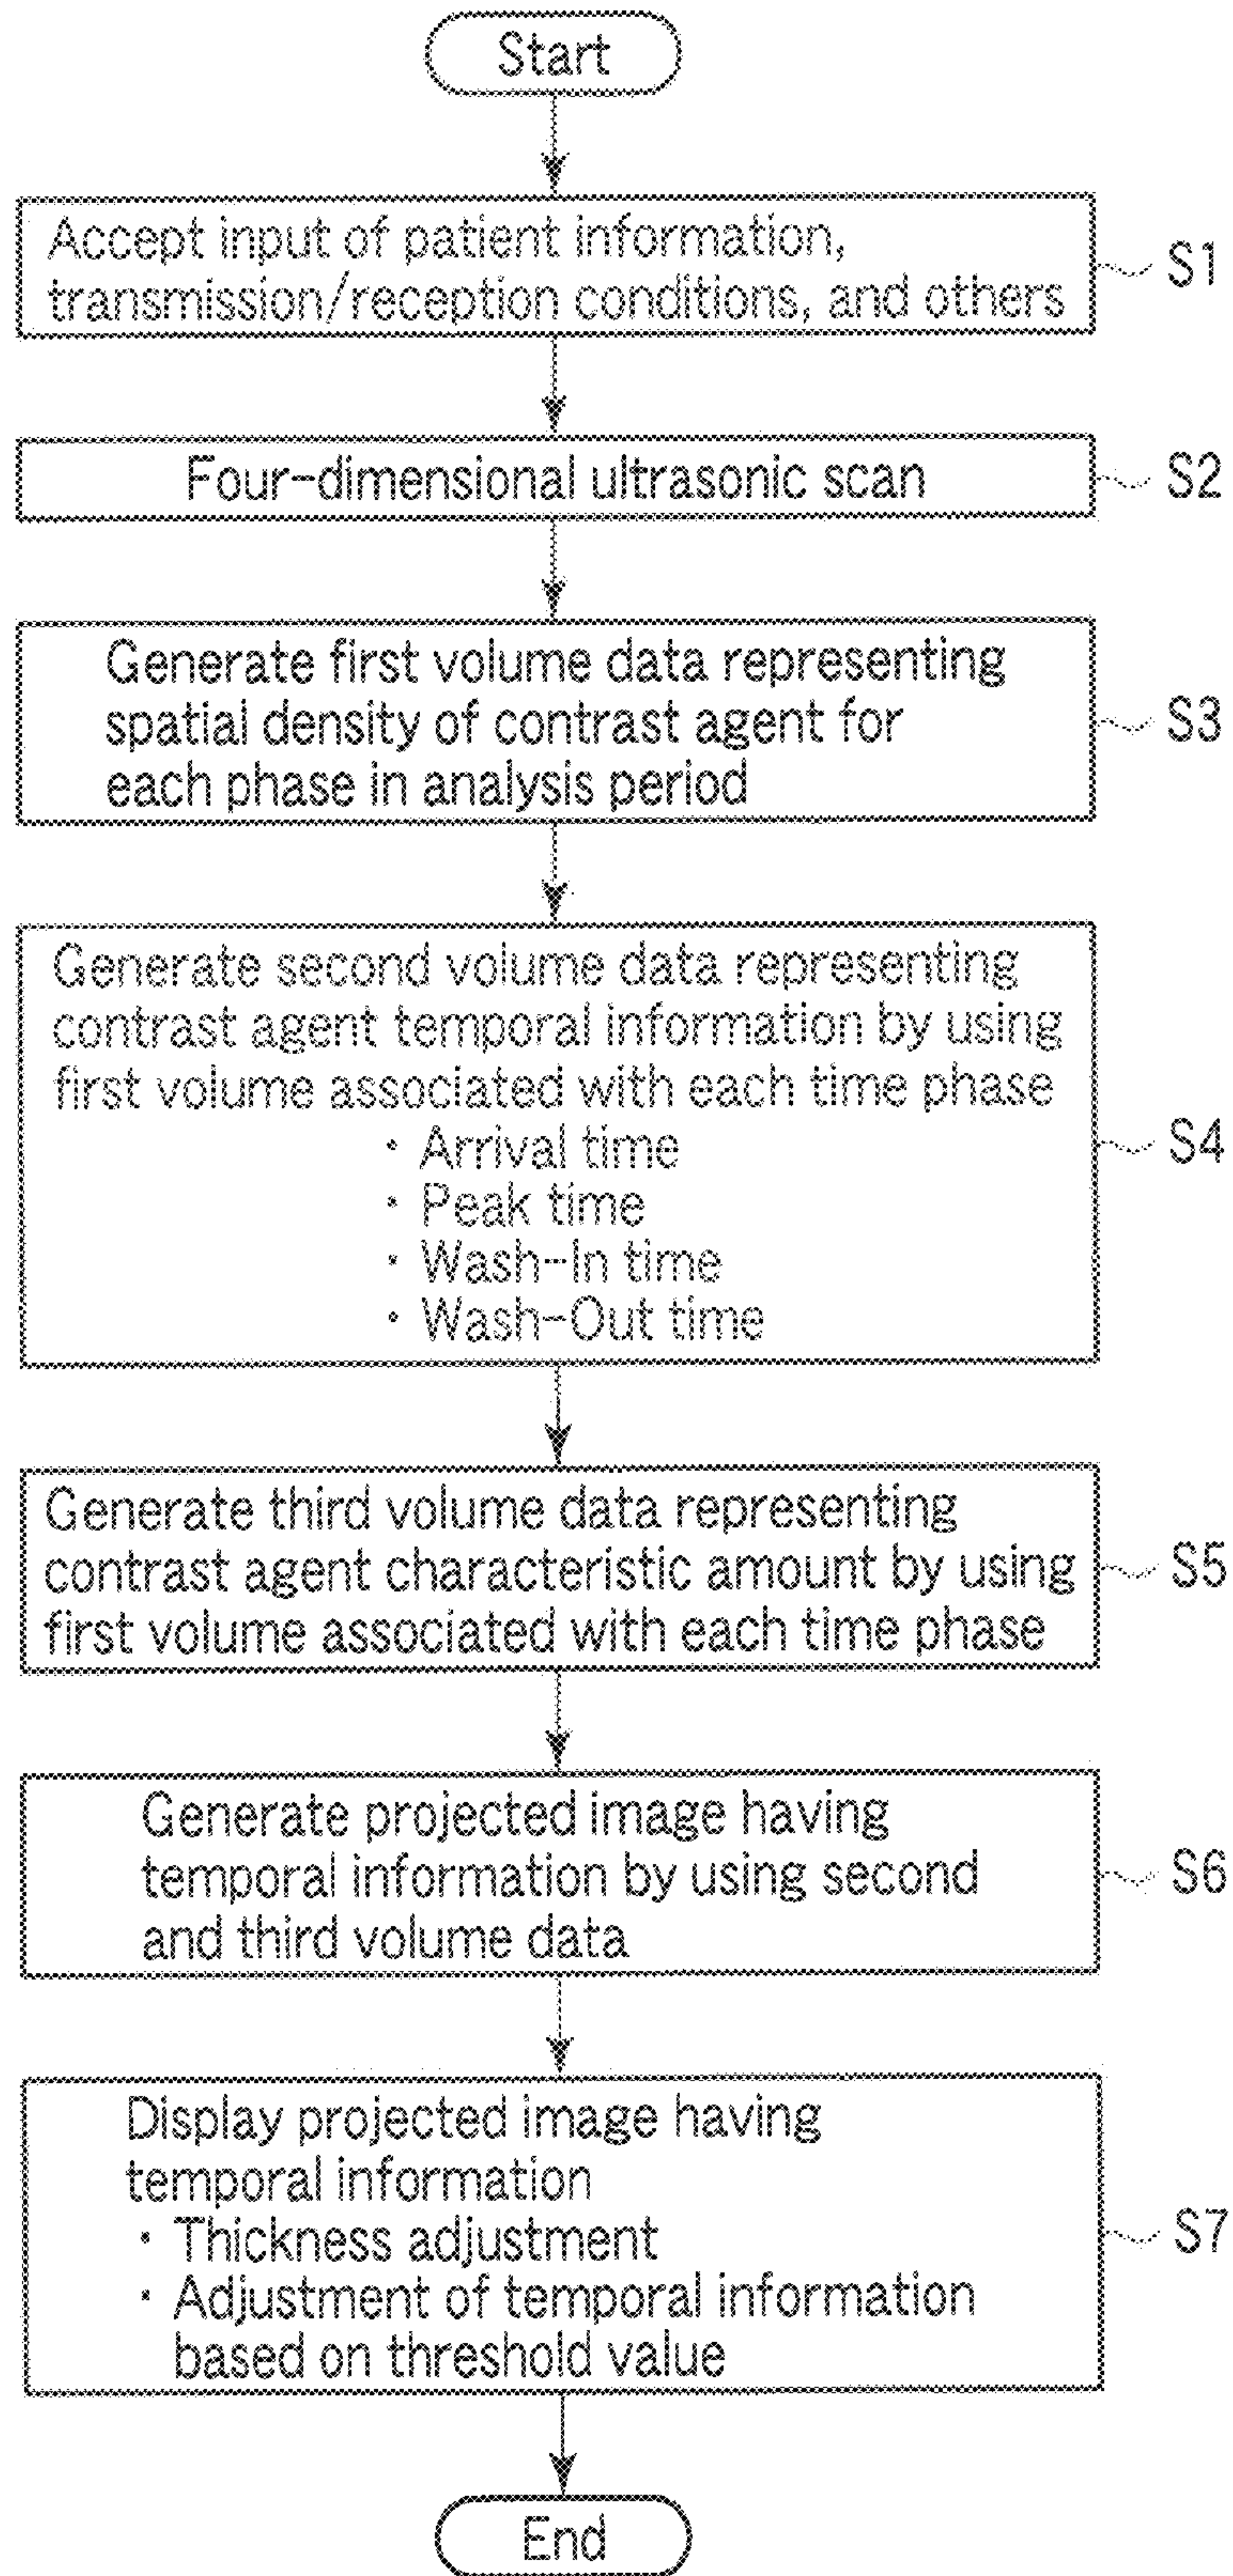 Start
Accept input of patient information,
transmission/reception conditions, and others
S1
Four-dimensional ultrasonic scan
S2
Generate first volume data representing
spatial density of contrast agent for
each phase in analysis period
S3
Generate second volume data representing
contrast agent temporal information by using
first volume associated with each time phase
・Arrival time
・Peak time
・Wash-In time
・Wash-Out time
S4
Generate third volume data representing
contrast agent characteristic amount by using
first volume associated with each time phase
S5
Generate projected image having
temporal information by using second
and third volume data
S6
Display projected image having
temporal information
・Thickness adjustment
・Adjustment of temporal information
based on threshold value
S7
End